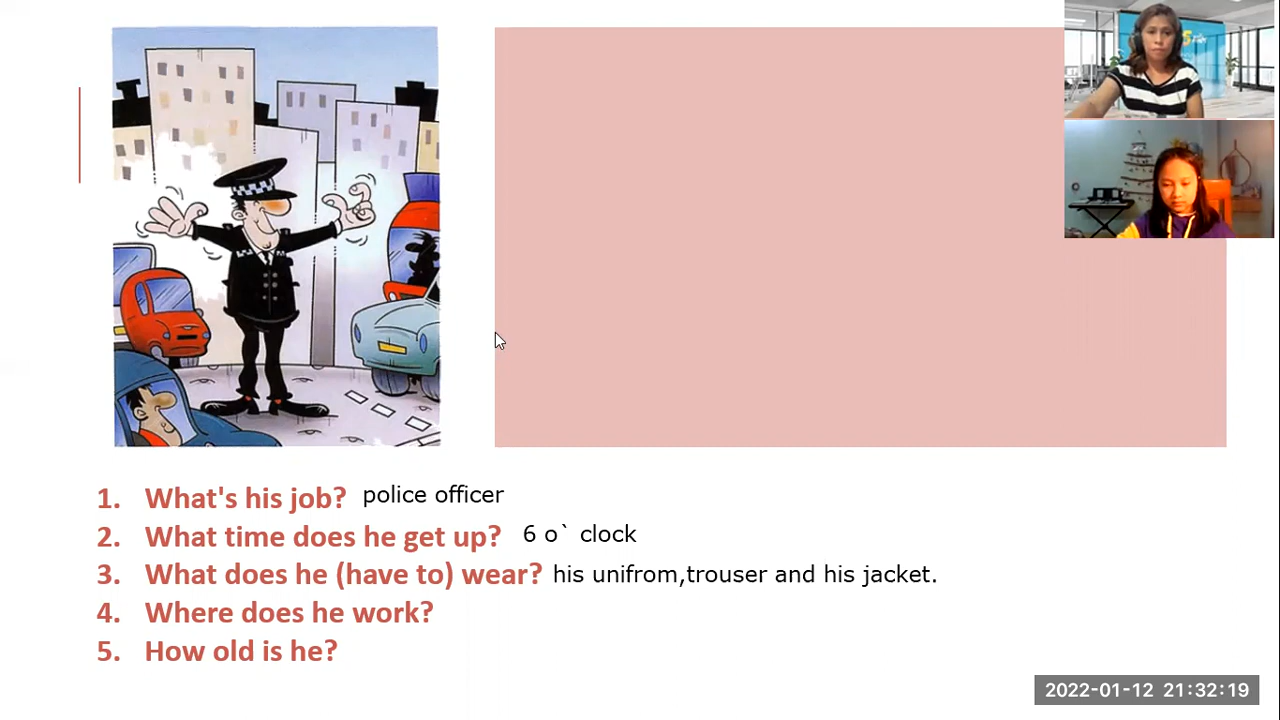 1. What's his job? police officer
2. What time does he get up? 6 o` clock
3. What does he (have to) wear? his unifrom,trouser and his jacket.
4. Where does he work?
5. How old is he?
2022-01-12 21:32:19